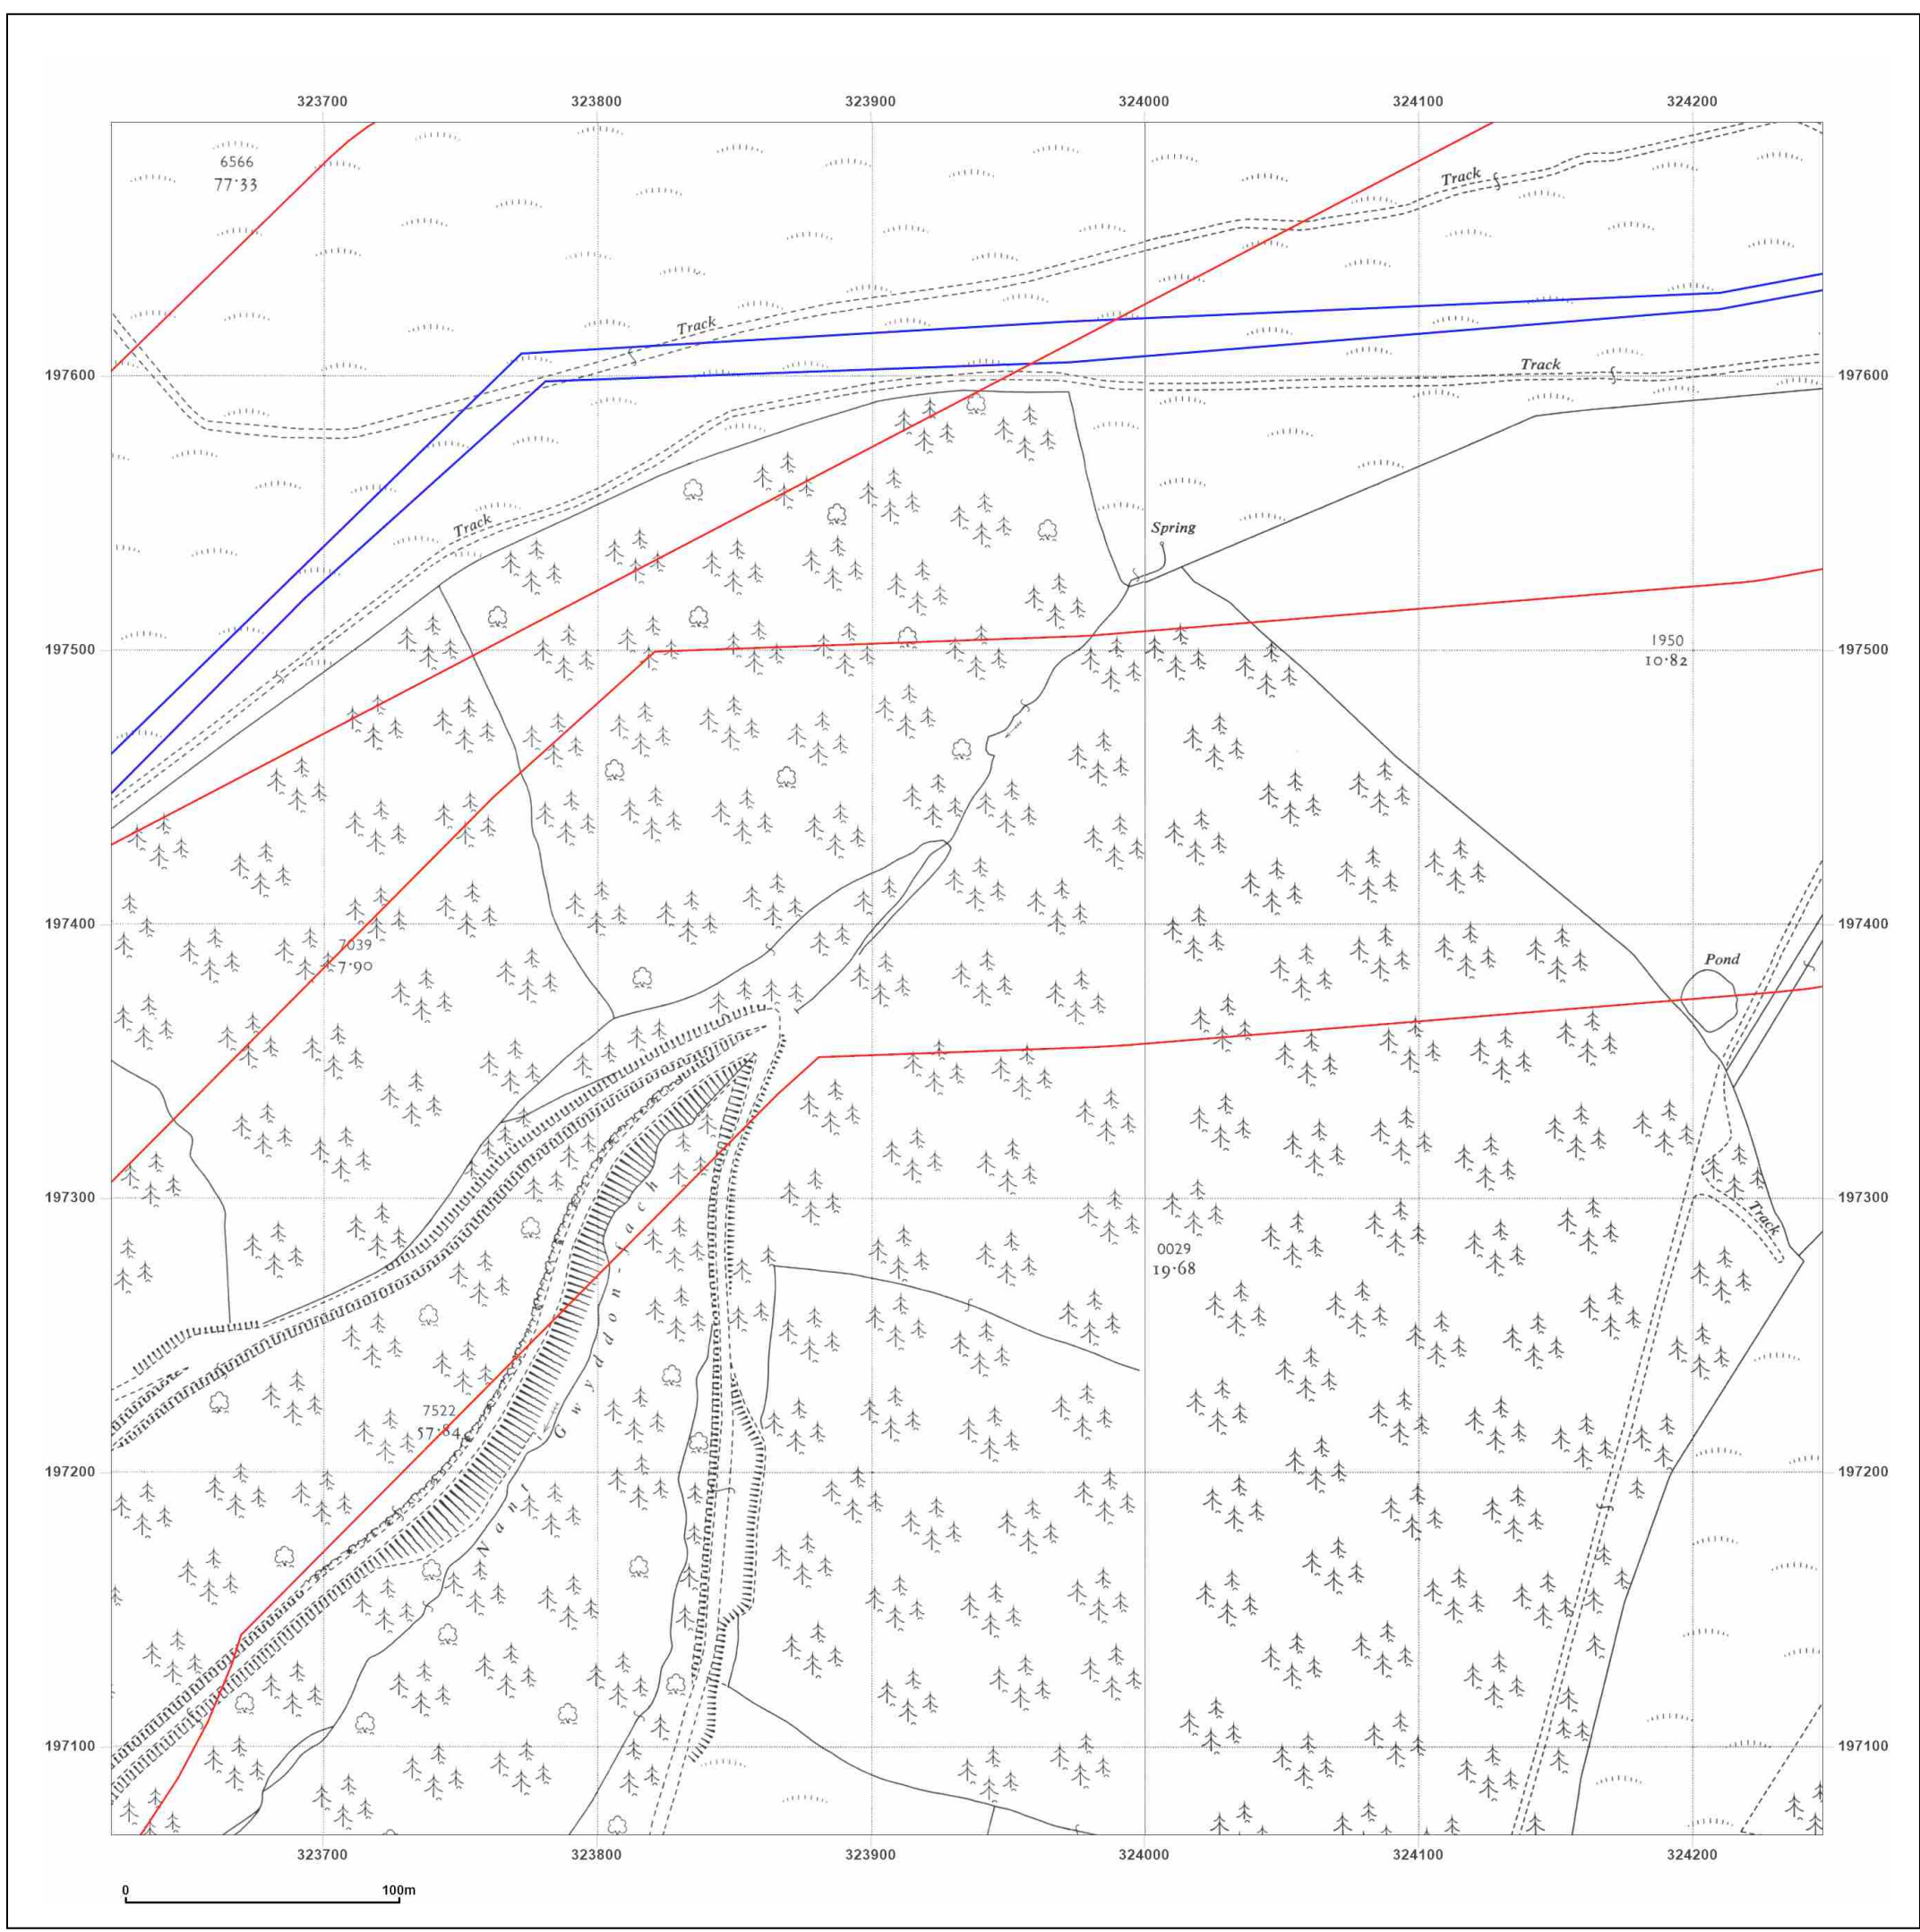 323700 323800 323900 324000 324100 324200
6566
77·33
Track
Track
197600 Track 197600
Track
Spring
197500 197500
1950
10·82
197400 197400
7039
7·90
Pond
197300 197300
Track
0029
19·68
Nant Gwyddon-fach
7522
57·84
197200 197200
197100 197100
323700 323800 323900 324000 324100 324200
0 100m